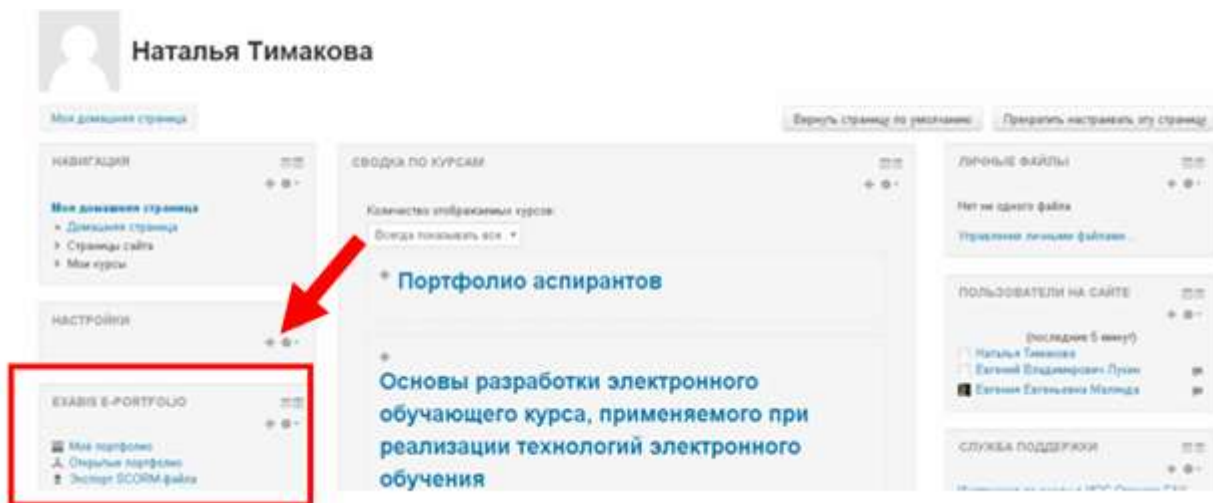 Наталья Тимакова
Моя домашняя страница
Вернуть страницу по умолчанию
Прекратить настраивать эту страницу
НАВИГАЦИЯ
Моя домашняя страница
Домашняя страница
Страницы сайта
Мои курсы
НАСТРОЙКИ
EXABIS E-PORTFOLIO
Моё портфолио
Открытые портфолио
Экспорт SCORM-файла
СВОДКА ПО КУРСАМ
Количество отображаемых курсов:
Всегда показывать все
Портфолио аспирантов
Основы разработки электронного
обучающего курса, применяемого при
реализации технологий электронного
обучения
ЛИЧНЫЕ ФАЙЛЫ
Нет ни одного файла
Управление личными файлами...
ПОЛЬЗОВАТЕЛИ НА САЙТЕ
(последние 5 минут)
Наталья Тимакова
Евгений Владимирович Лукин
Евгения Евгеньевна Малинда
СЛУЖБА ПОДДЕРЖКИ